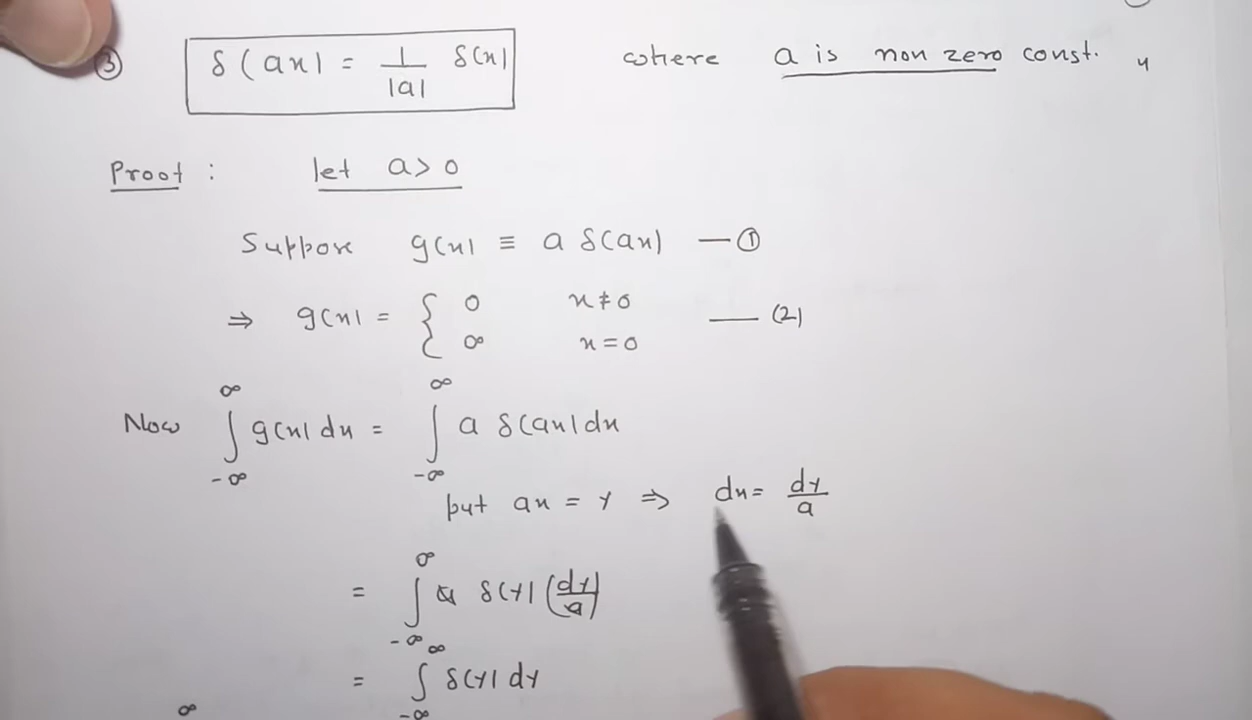 ③ δ(ax) = 1/|a| δ(x) where a is non zero const.
Proof : let a > 0
Suppose g(x) ≡ a δ(ax) — ①
⇒ g(x) = { 0 x ≠ 0
∞ x = 0 — (2)
Now ∫_{-∞}^{∞} g(x) dx = ∫_{-∞}^{∞} a δ(ax) dx
put ax = y ⇒ dx = dy/a
= ∫_{-∞}^{∞} a δ(y) (dy/a)
= ∫_{-∞}^{∞} δ(y) dy
∞